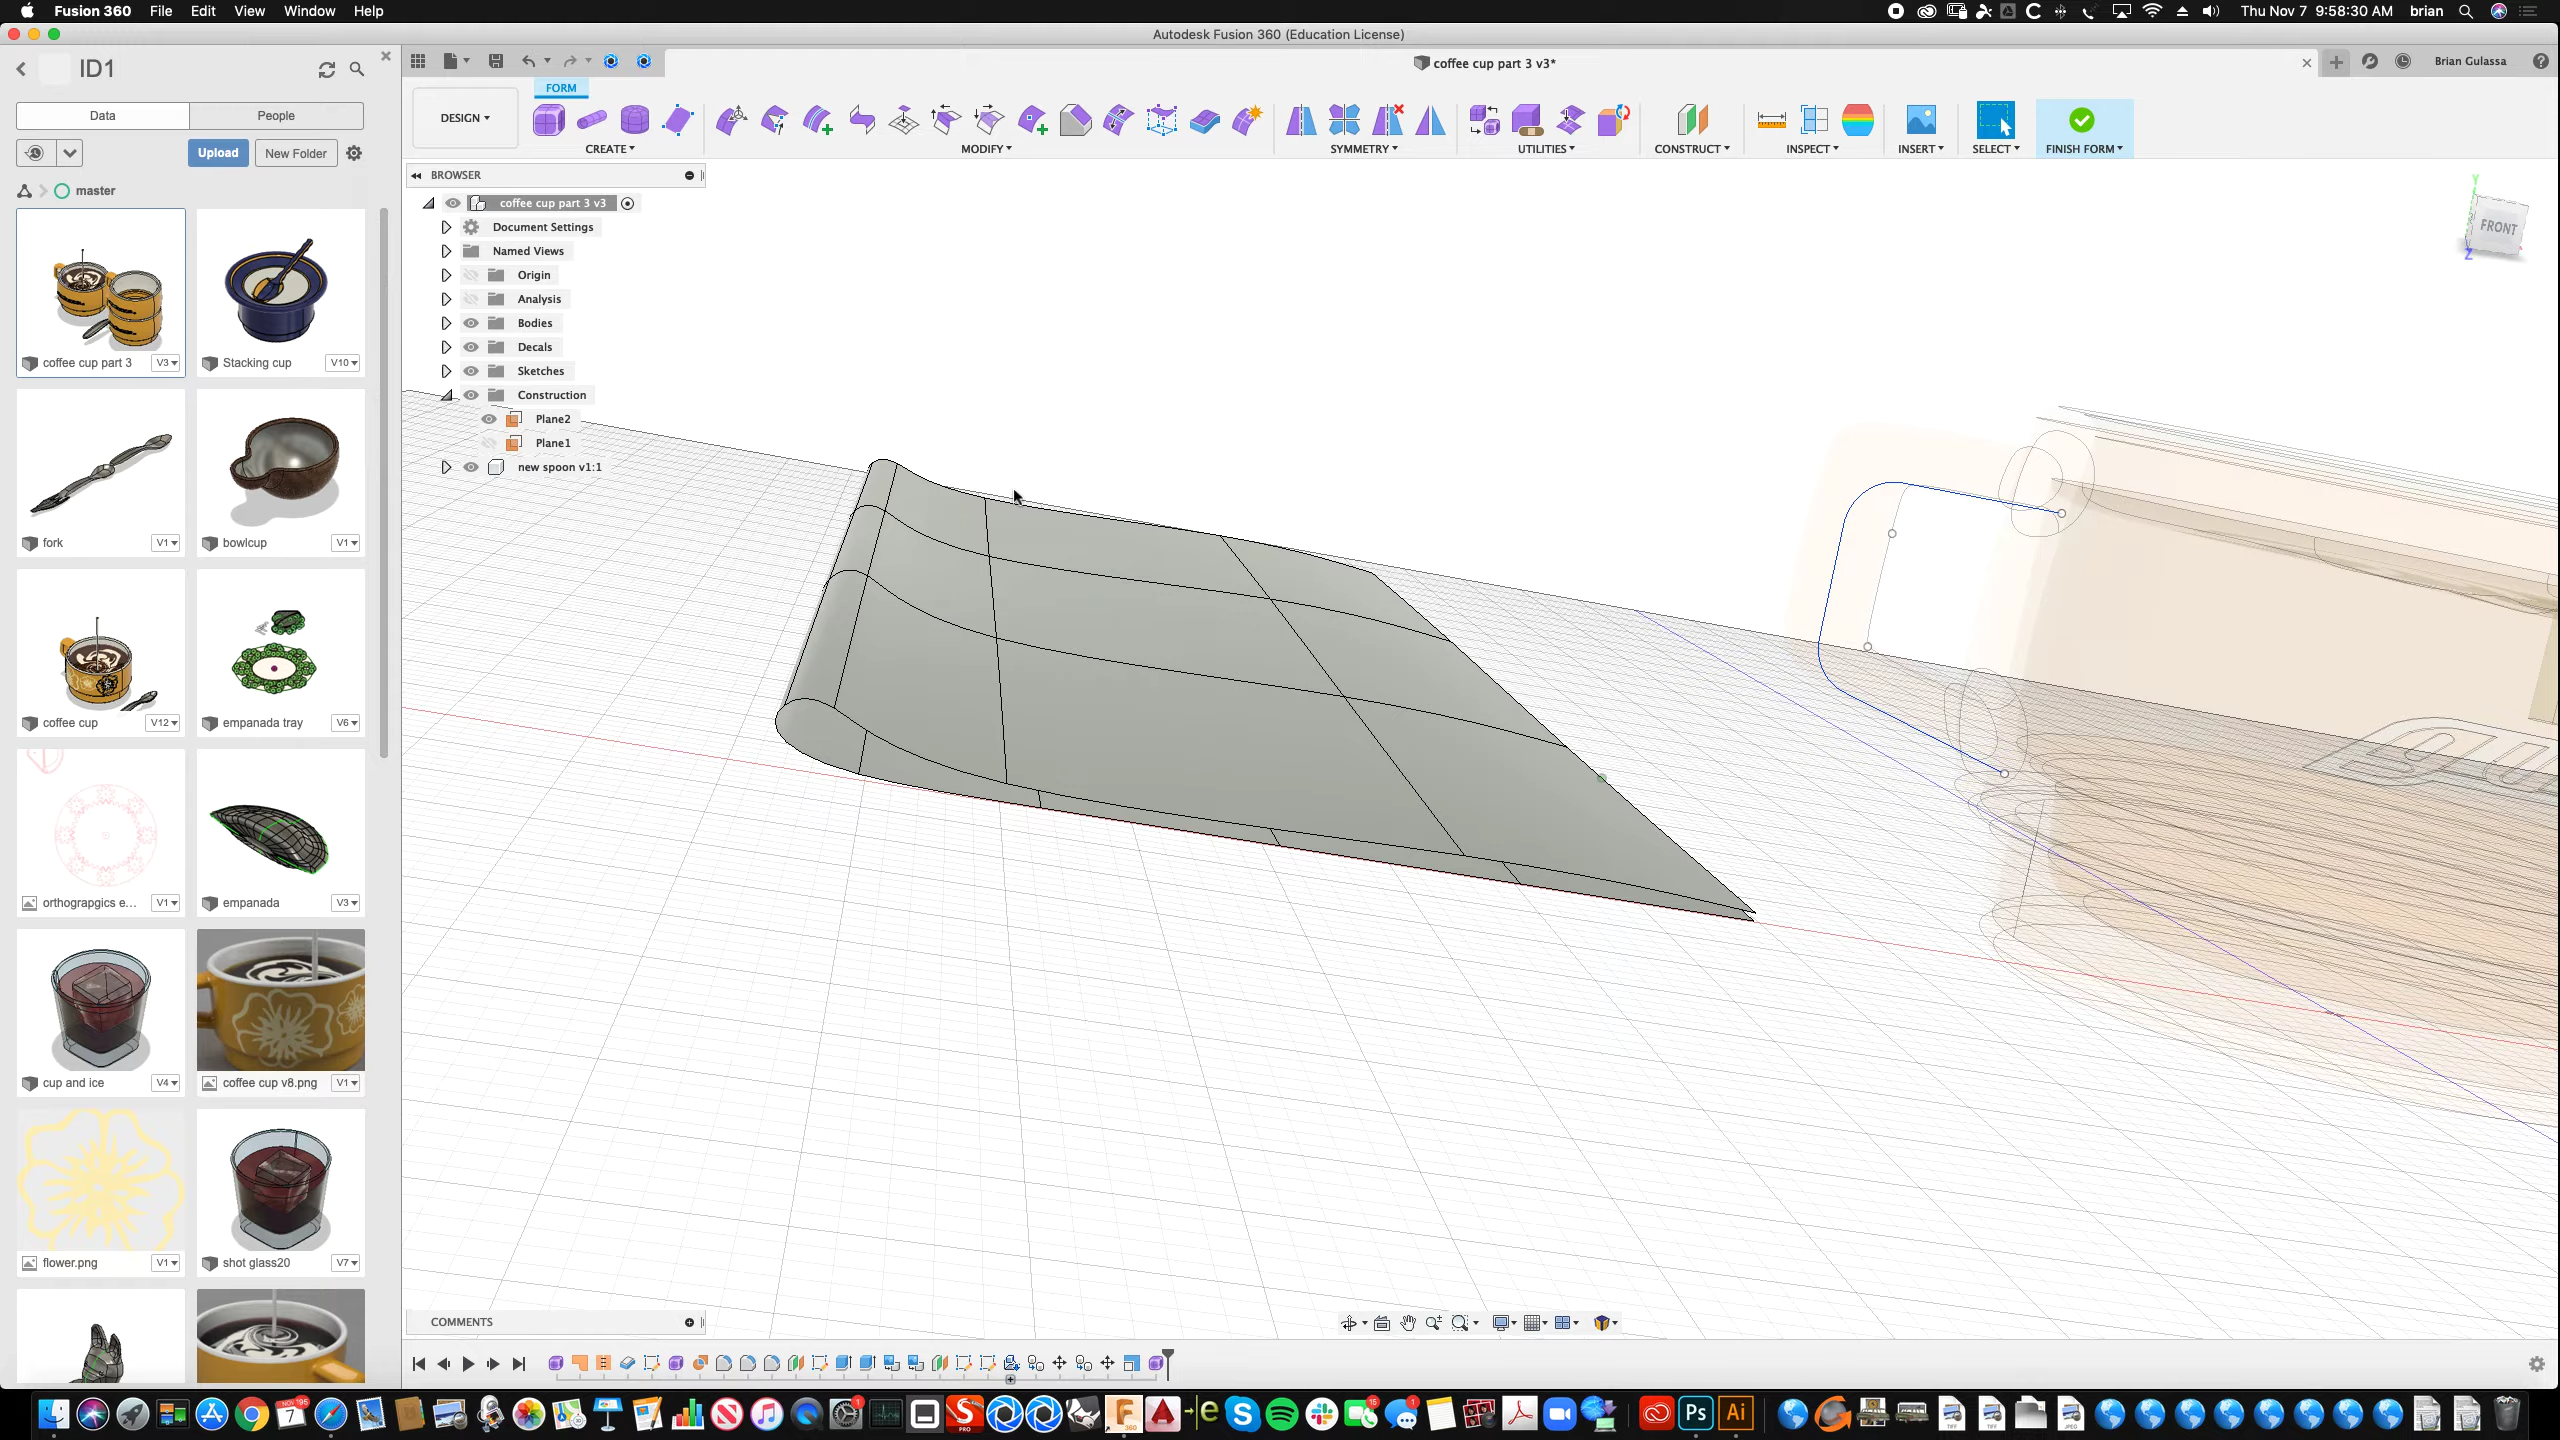 Fusion 360 File Edit View Window Help
Thu Nov 7 9:58:30 AM brian
Autodesk Fusion 360 (Education License)
ID1
Data People
Upload New Folder
master
coffee cup part 3 V3
Stacking cup V10
fork V1
bowlcup V1
coffee cup V12
empanada tray V6
orthograpgics e... V1
empanada V3
cup and ice V4
coffee cup v8.png V1
flower.png V1
shot glass20 V7
coffee cup part 3 v3*
Brian Gulassa
FORM
DESIGN
CREATE MODIFY SYMMETRY UTILITIES CONSTRUCT INSPECT INSERT SELECT FINISH FORM
BROWSER
coffee cup part 3 v3
Document Settings
Named Views
Origin
Analysis
Bodies
Decals
Sketches
Construction
Plane2
Plane1
new spoon v1:1
Y
FRONT
Z
COMMENTS